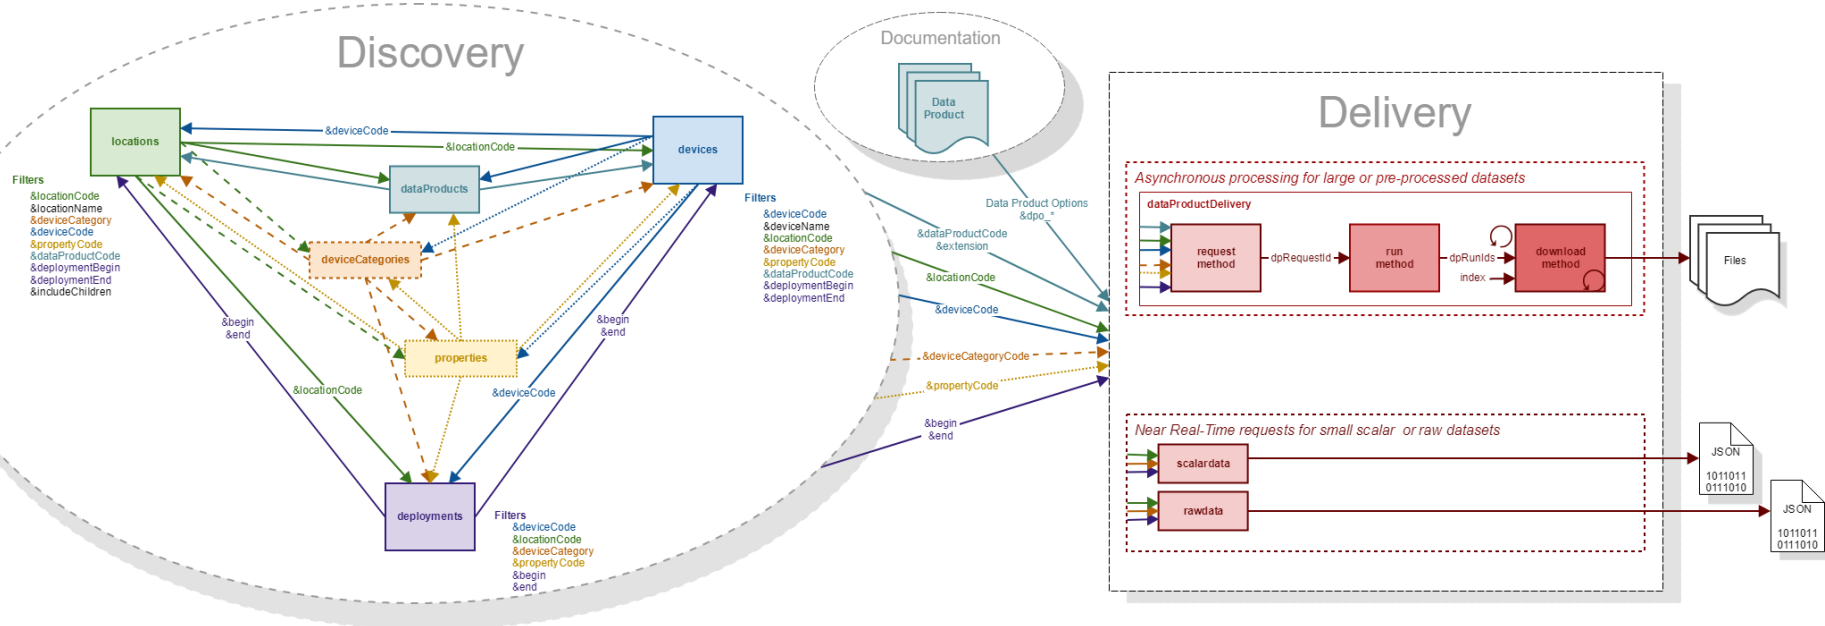 Discovery
locations
&deviceCode
&locationCode
devices
dataProducts
Filters
&locationCode
&locationName
&deviceCategory
&deviceCode
&propertyCode
&dataProductCode
&deploymentBegin
&deploymentEnd
&includeChildren
deviceCategories
Filters
&deviceCode
&deviceName
&locationCode
&deviceCategory
&propertyCode
&dataProductCode
&deploymentBegin
&deploymentEnd
&begin
&end
&begin
&end
properties
&locationCode
&deviceCode
deployments
Filters
&deviceCode
&locationCode
&deviceCategory
&propertyCode
&begin
&end
Documentation
Data
Product
Data Product Options
&dpo_*
&dataProductCode
&extension
&locationCode
&deviceCode
&deviceCategoryCode
&propertyCode
&begin
&end
Delivery
Asynchronous processing for large or pre-processed datasets
dataProductDelivery
request
method
dpRequestId
run
method
dpRunIds
index
download
method
Files
Near Real-Time requests for small scalar or raw datasets
scalardata
rawdata
JSON
1011011
0111010
JSON
1011011
0111010